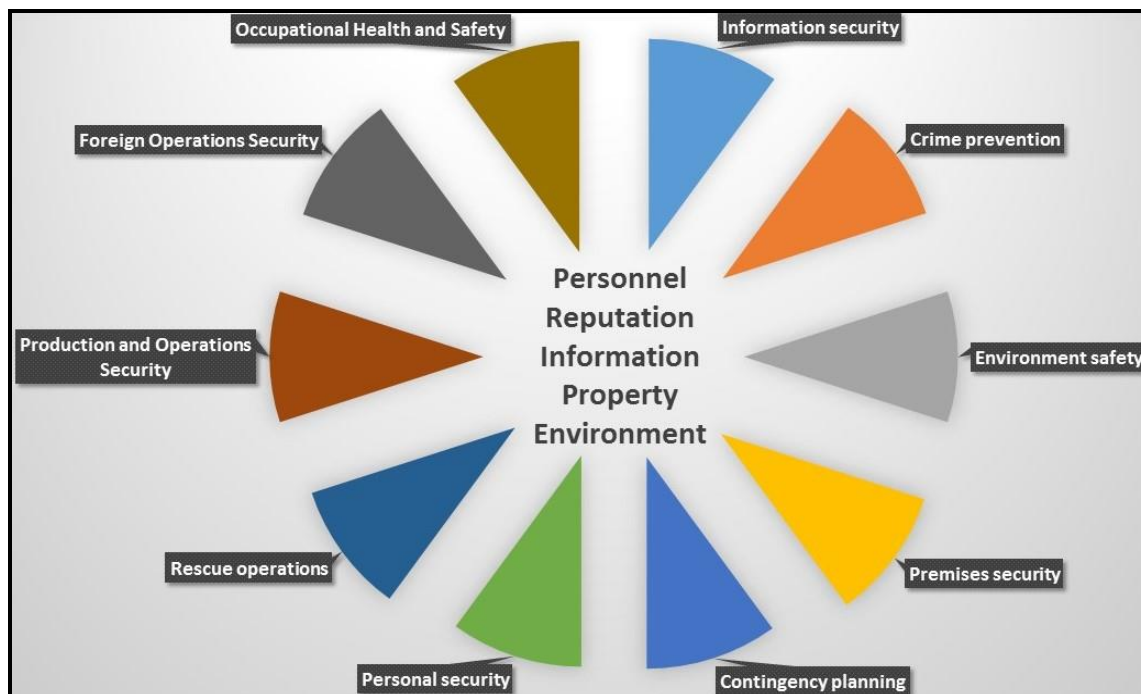 Occupational Health and Safety
Information security
Foreign Operations Security
Crime prevention
Personnel
Reputation
Information
Property
Environment
Production and Operations
Security
Environment safety
Rescue operations
Premises security
Personal security
Contingency planning